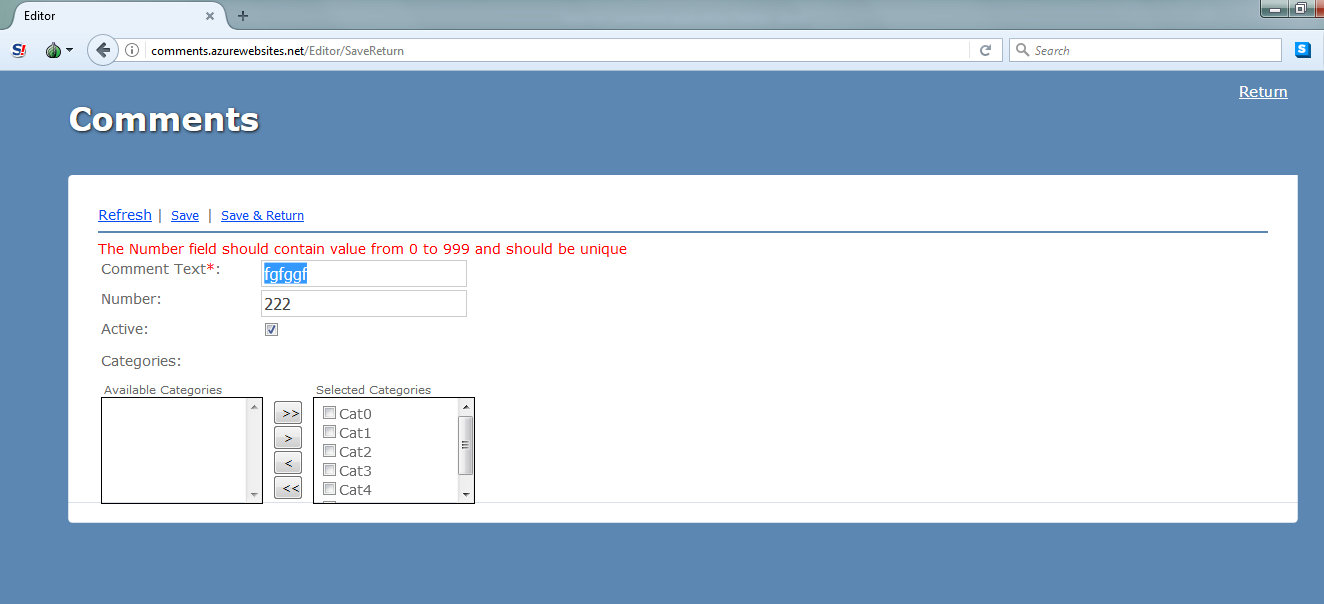 Editor
comments.azurewebsites.net/Editor/SaveReturn
Search
Return
Comments
Refresh | Save | Save & Return
The Number field should contain value from 0 to 999 and should be unique
Comment Text*: fgfggf
Number: 222
Active:
Categories:
Available Categories Selected Categories
>> Cat0
> Cat1
Cat2
< Cat3
<< Cat4